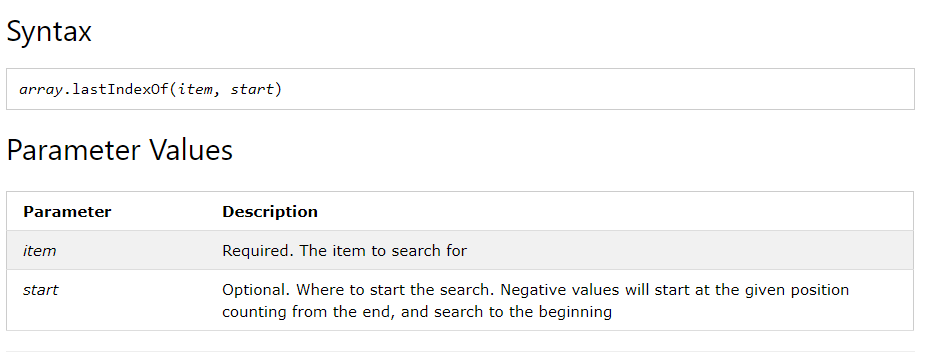 Syntax
array.lastIndexOf(item, start)
Parameter Values
Parameter Description
item Required. The item to search for
start Optional. Where to start the search. Negative values will start at the given position
counting from the end, and search to the beginning